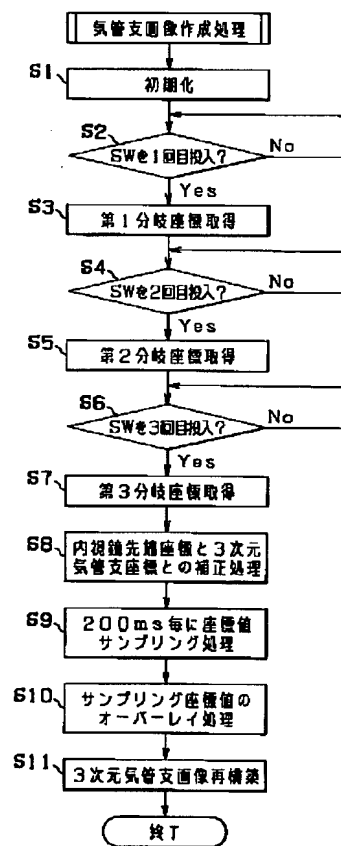 気管支画像作成処理
S1
初期化
S2
SWを1回目投入?
No
Yes
S3
第1分岐座標取得
S4
SWを2回目投入?
No
Yes
S5
第2分岐座標取得
S6
SWを3回目投入?
No
Yes
S7
第3分岐座標取得
S8
内視鏡先端座標と3次元
気管支座標との補正処理
S9
200ms毎に座標値
サンプリング処理
S10
サンプリング座標値の
オーバーレイ処理
S11
3次元気管支画像再構築
終了